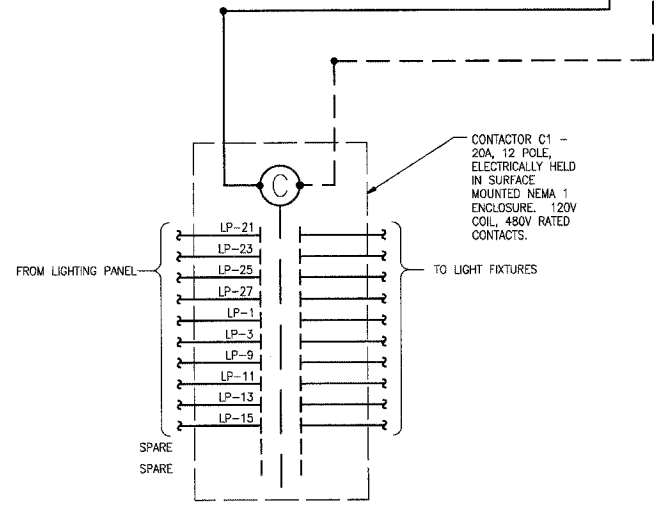 CONTACTOR C1 –
20A, 12 POLE,
ELECTRICALLY HELD
IN SURFACE
MOUNTED NEMA 1
ENCLOSURE. 120V
COIL, 480V RATED
CONTACTS.
C
LP-21
LP-23
LP-25
LP-27
LP-1
LP-3
LP-9
LP-11
LP-13
LP-15
FROM LIGHTING PANEL
TO LIGHT FIXTURES
SPARE
SPARE